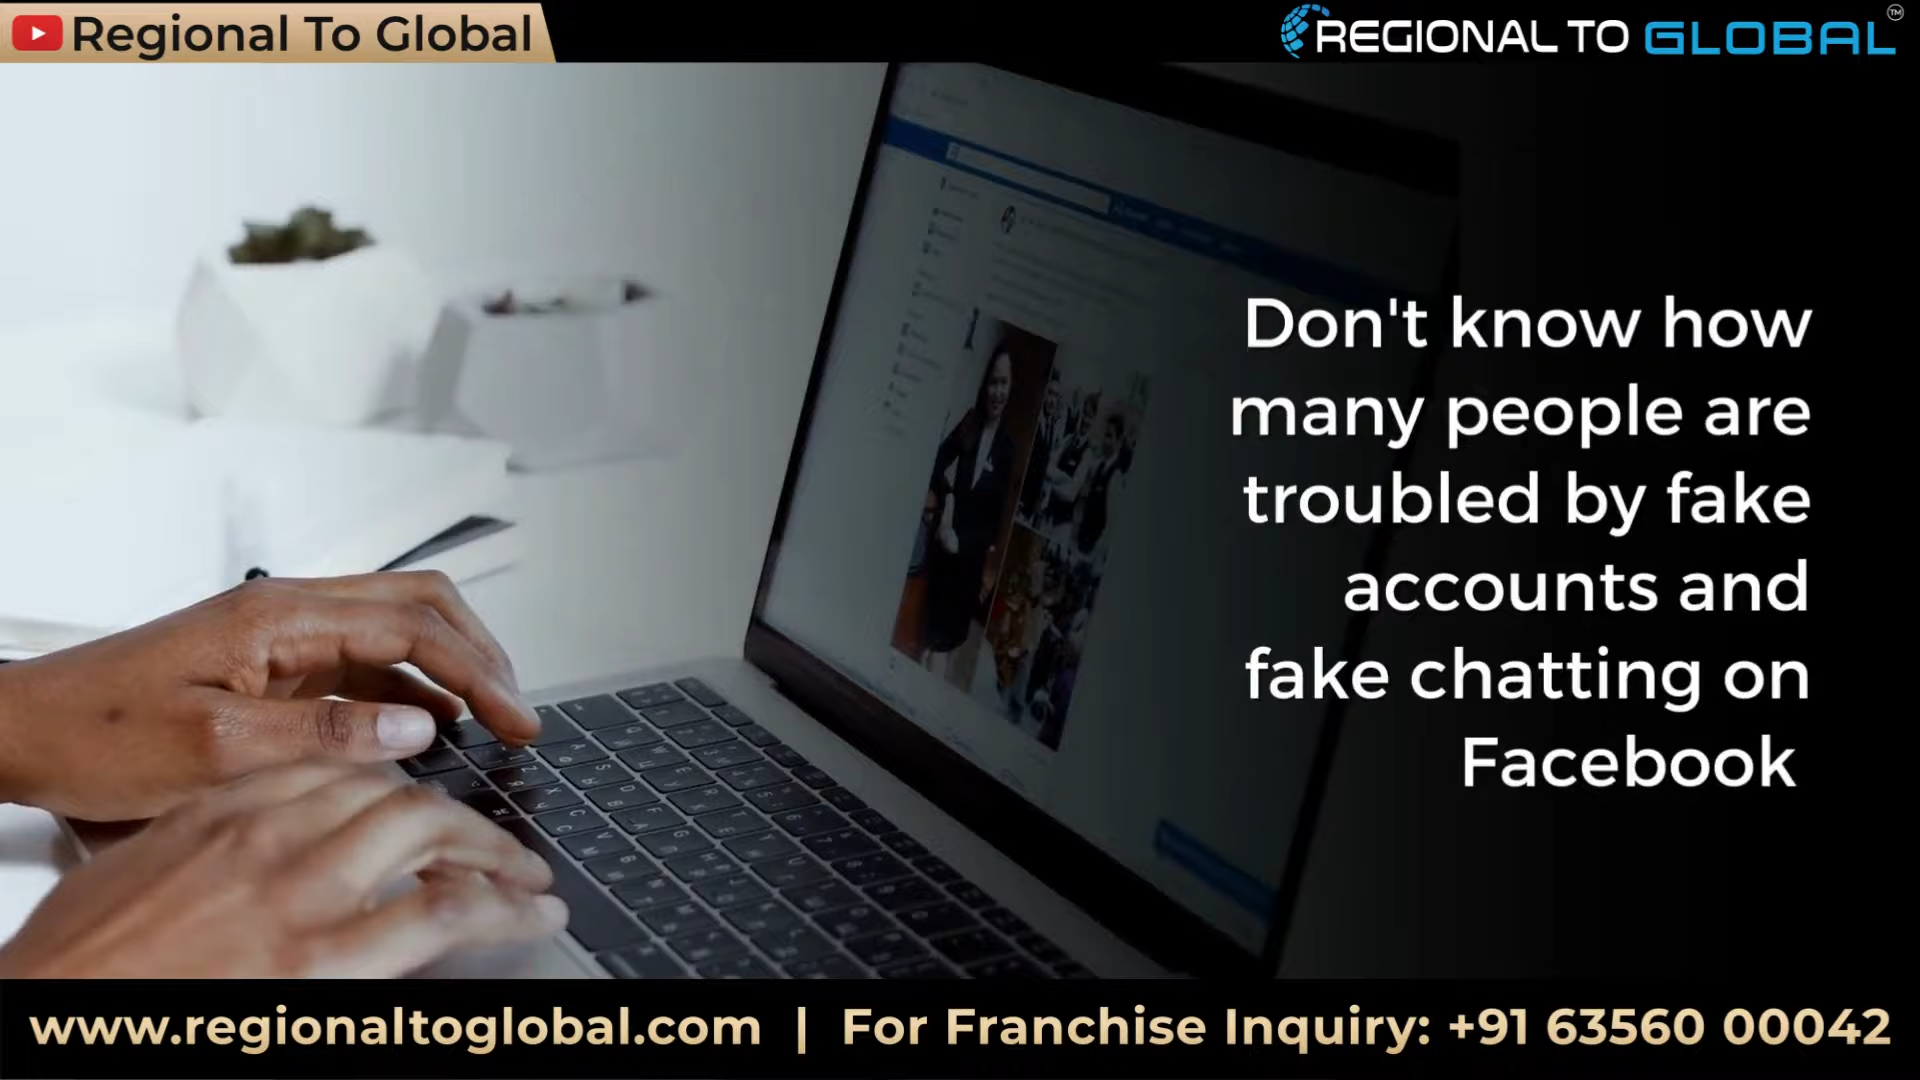 Regional To Global
REGIONAL TO GLOBAL™
Don't know how
many people are
troubled by fake
accounts and
fake chatting on
Facebook
www.regionaltoglobal.com | For Franchise Inquiry: +91 63560 00042